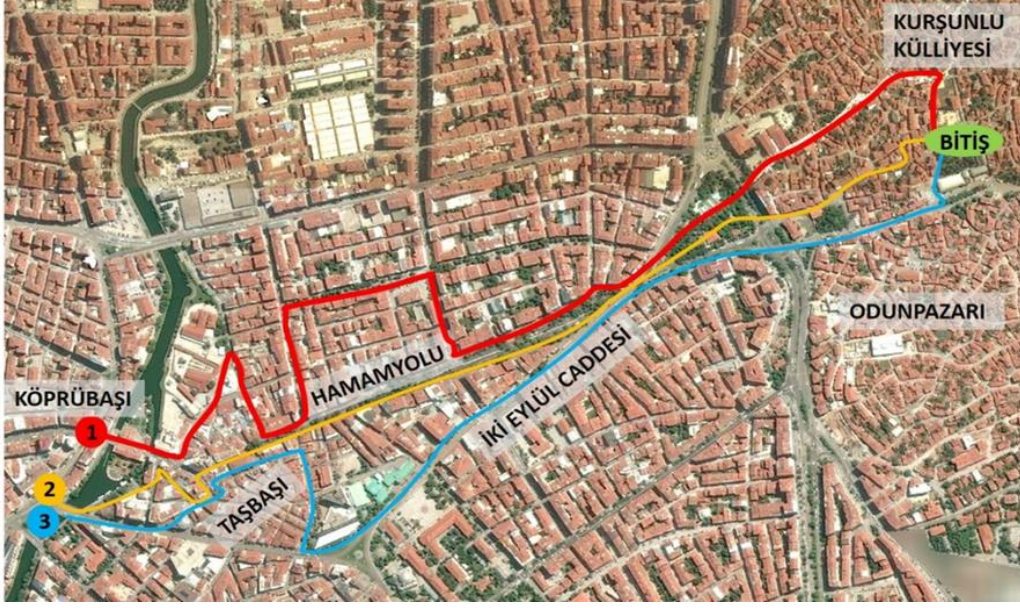 KURŞUNLU
KÜLLİYESİ
BİTİŞ
ODUNPAZARI
HAMAMYOLU
İKİ EYLÜL CADDESİ
KÖPRÜBAŞI
1
2
3
TAŞBAŞI